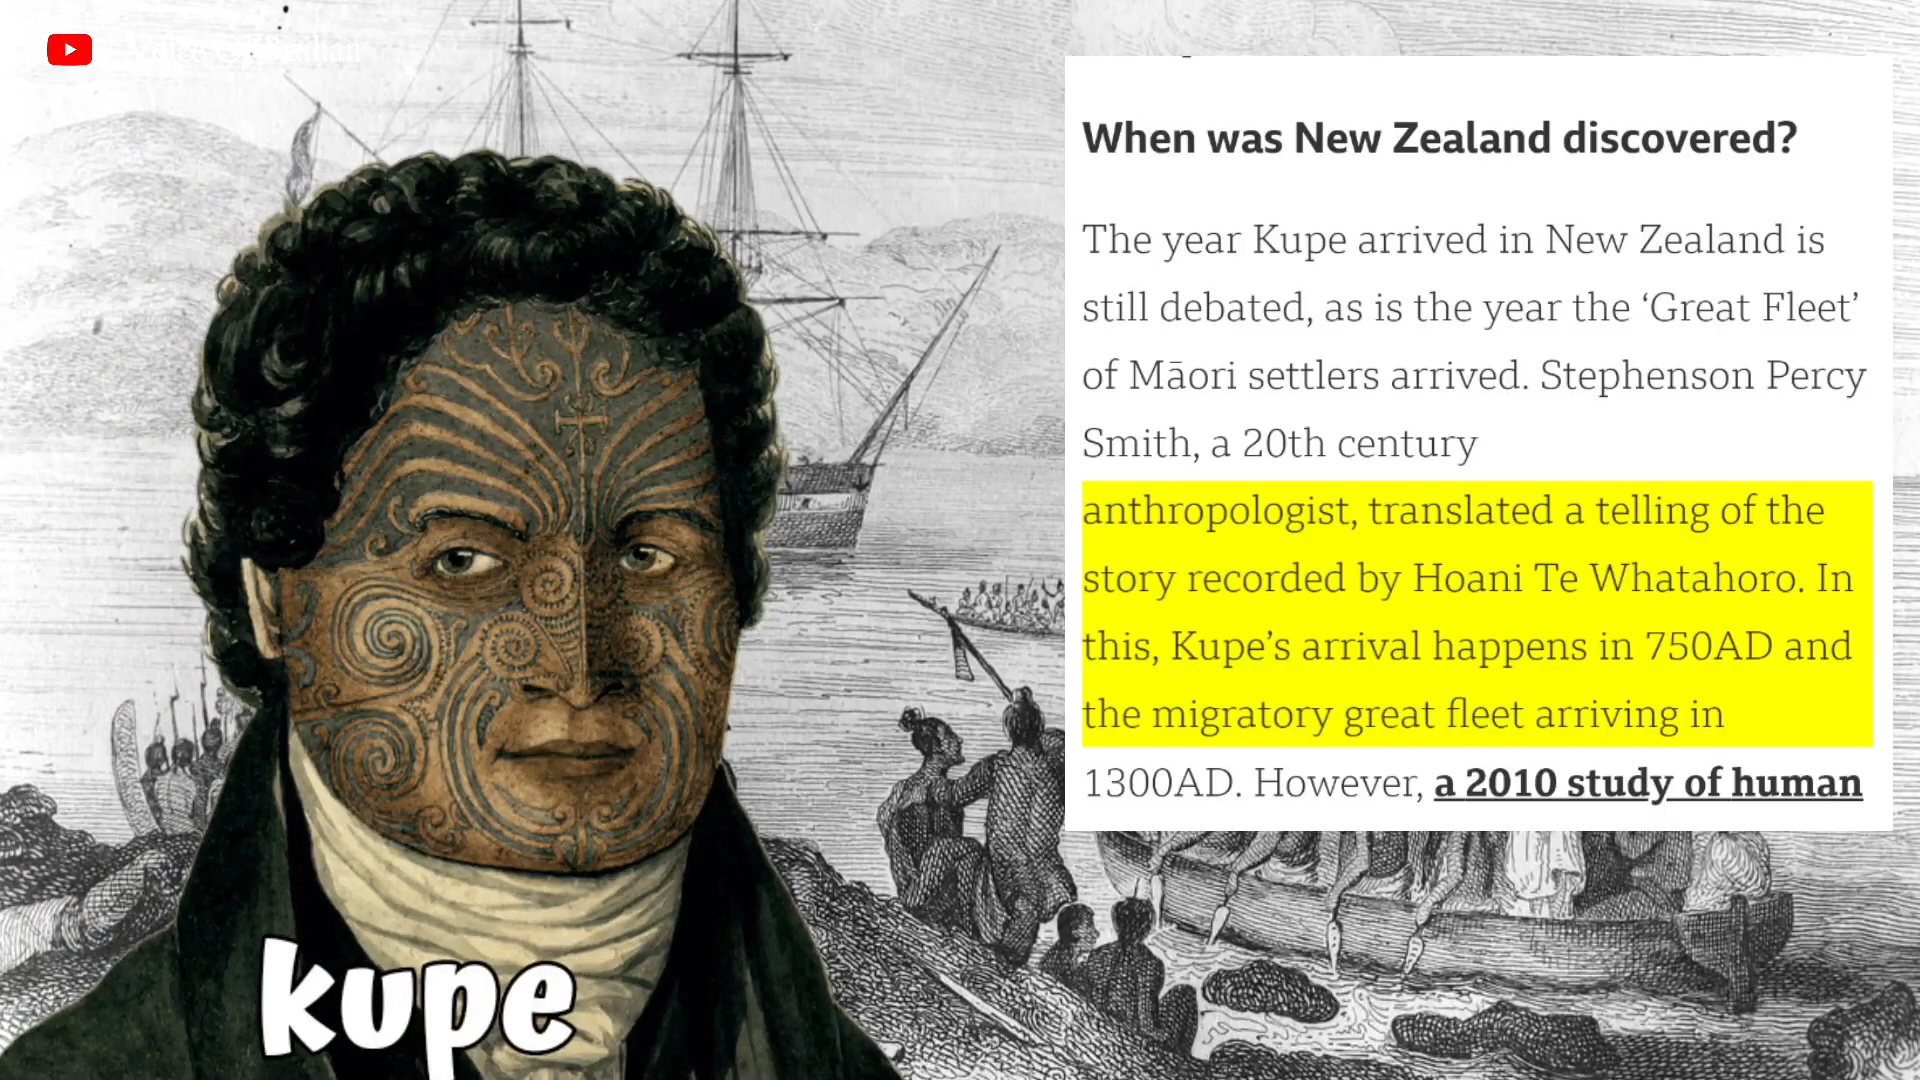 When was New Zealand discovered?
The year Kupe arrived in New Zealand is
still debated, as is the year the ‘Great Fleet’
of Māori settlers arrived. Stephenson Percy
Smith, a 20th century
anthropologist, translated a telling of the
story recorded by Hoani Te Whatahoro. In
this, Kupe’s arrival happens in 750AD and
the migratory great fleet arriving in
1300AD. However, a 2010 study of human
kupe